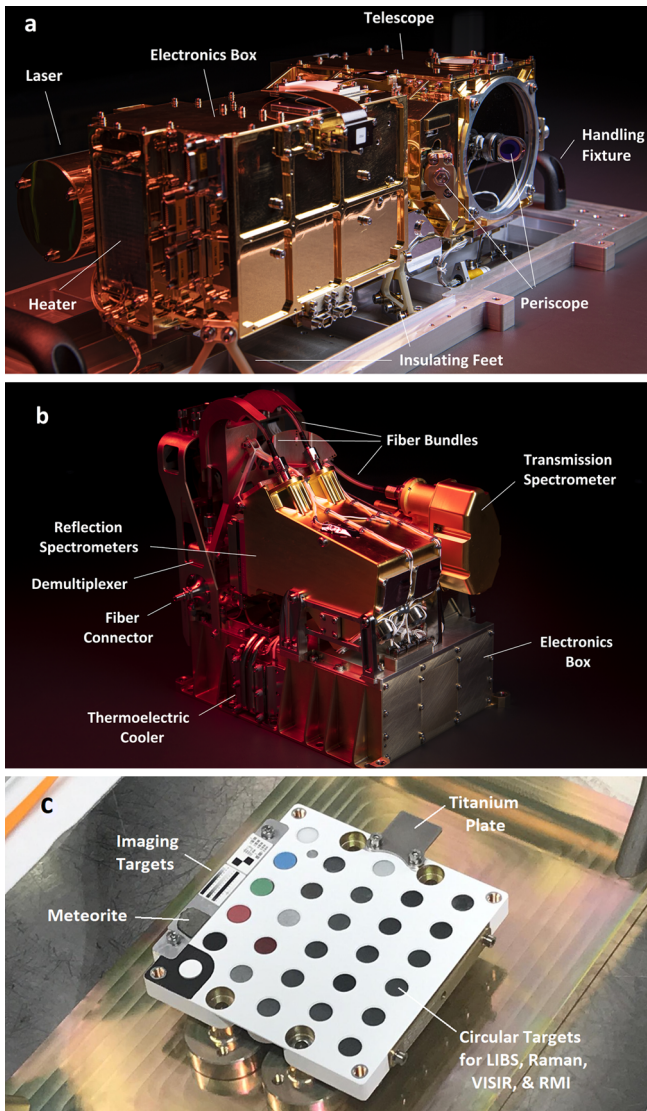 a
Telescope
Electronics Box
Laser
Handling
Fixture
Heater
Periscope
Insulating Feet
b
Fiber Bundles
Transmission
Spectrometer
Reflection
Spectrometers
Demultiplexer
Fiber
Connector
Electronics
Box
Thermoelectric
Cooler
c
Titanium
Plate
Imaging
Targets
Meteorite
Circular Targets
for LIBS, Raman,
VISIR, & RMI